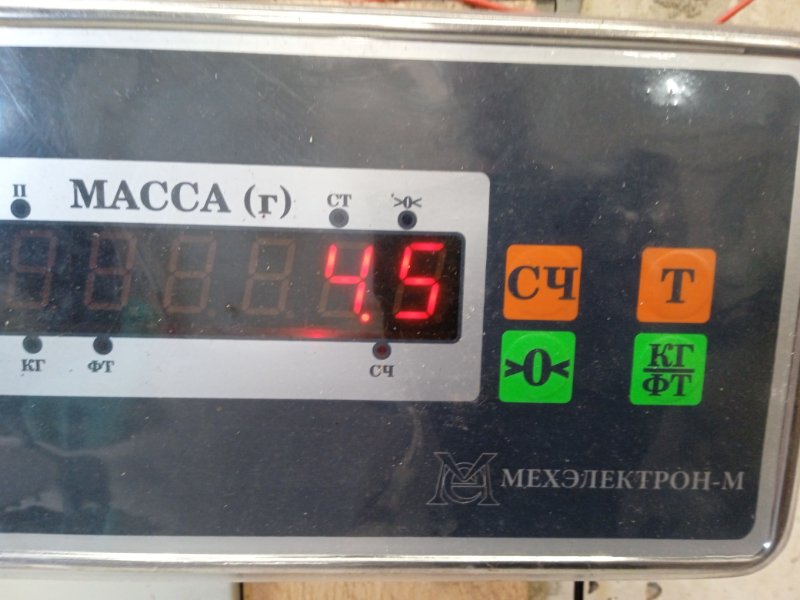 П МАССА (г) СТ >0<
4.5
КГ ФТ СЧ
СЧ Т
>0< КГ/ФТ
МЕХЭЛЕКТРОН-М